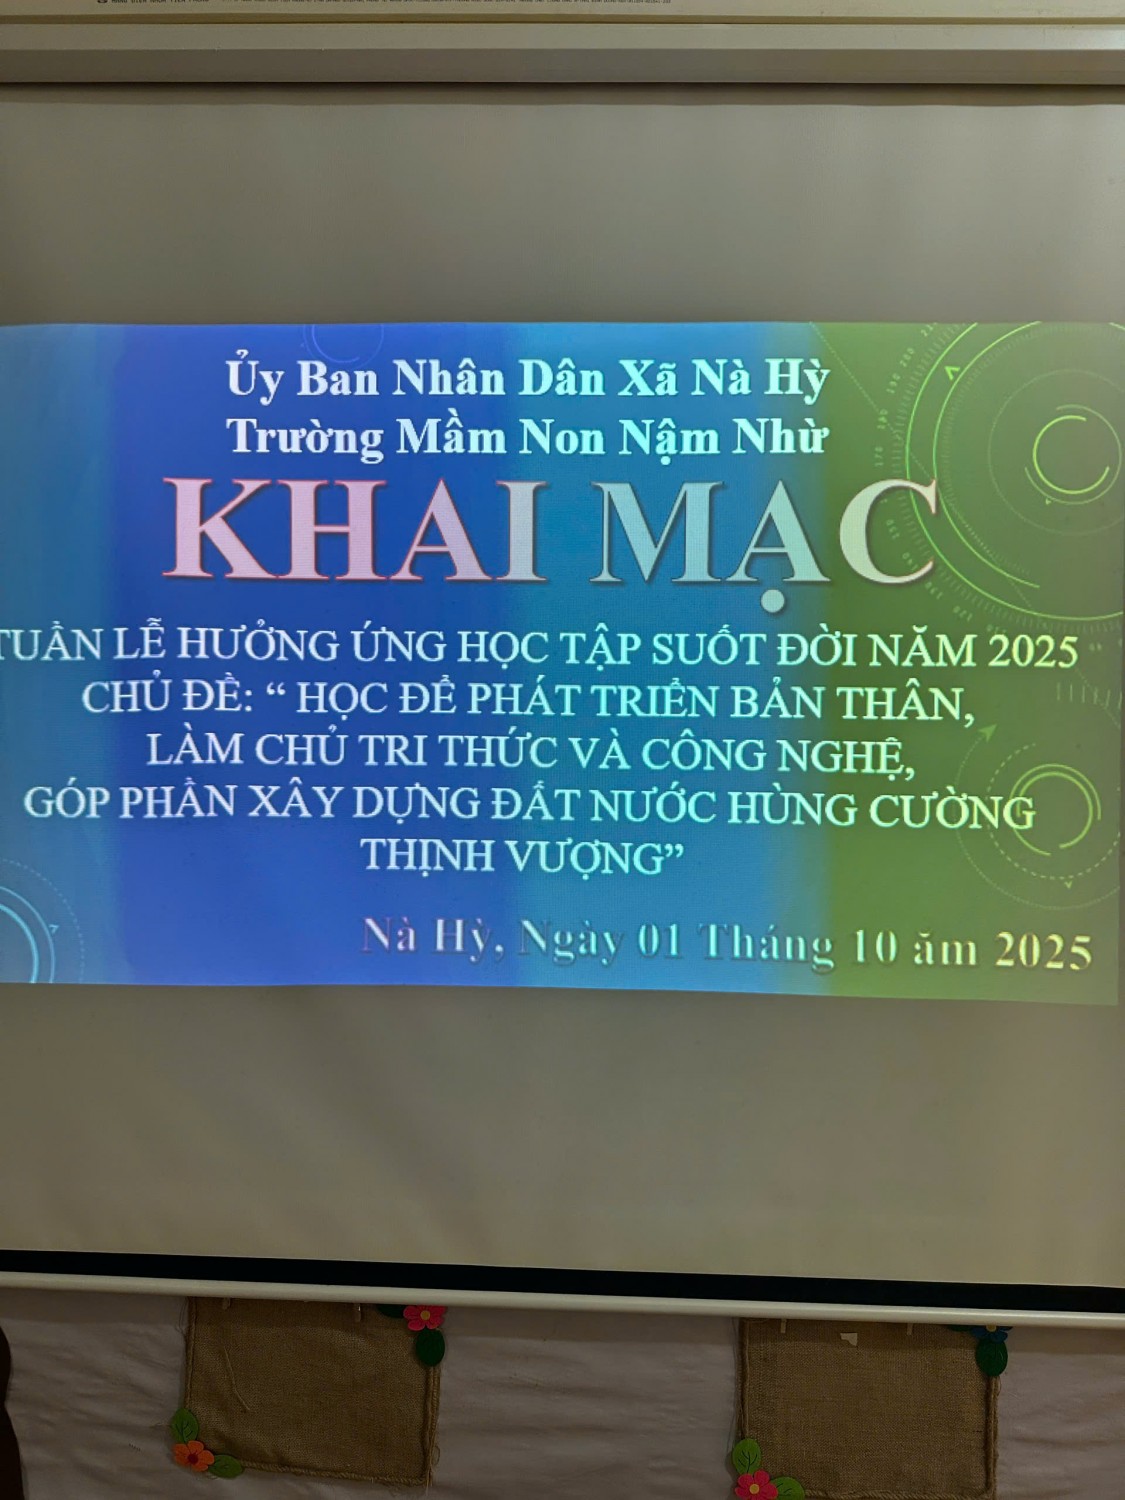 Ủy Ban Nhân Dân Xã Nà Hỳ
Trường Mầm Non Nậm Nhừ
KHAI MẠC
TUẦN LỄ HƯỞNG ỨNG HỌC TẬP SUỐT ĐỜI NĂM 2025 "
CHỦ ĐỀ: “ HỌC ĐỂ PHÁT TRIỂN BẢN THÂN,
LÀM CHỦ TRI THỨC VÀ CÔNG NGHỆ,
GÓP PHẦN XÂY DỰNG ĐẤT NƯỚC HÙNG CƯỜNG
THỊNH VƯỢNG”
Nà Hỳ, Ngày 01 Tháng 10 ăm 2025